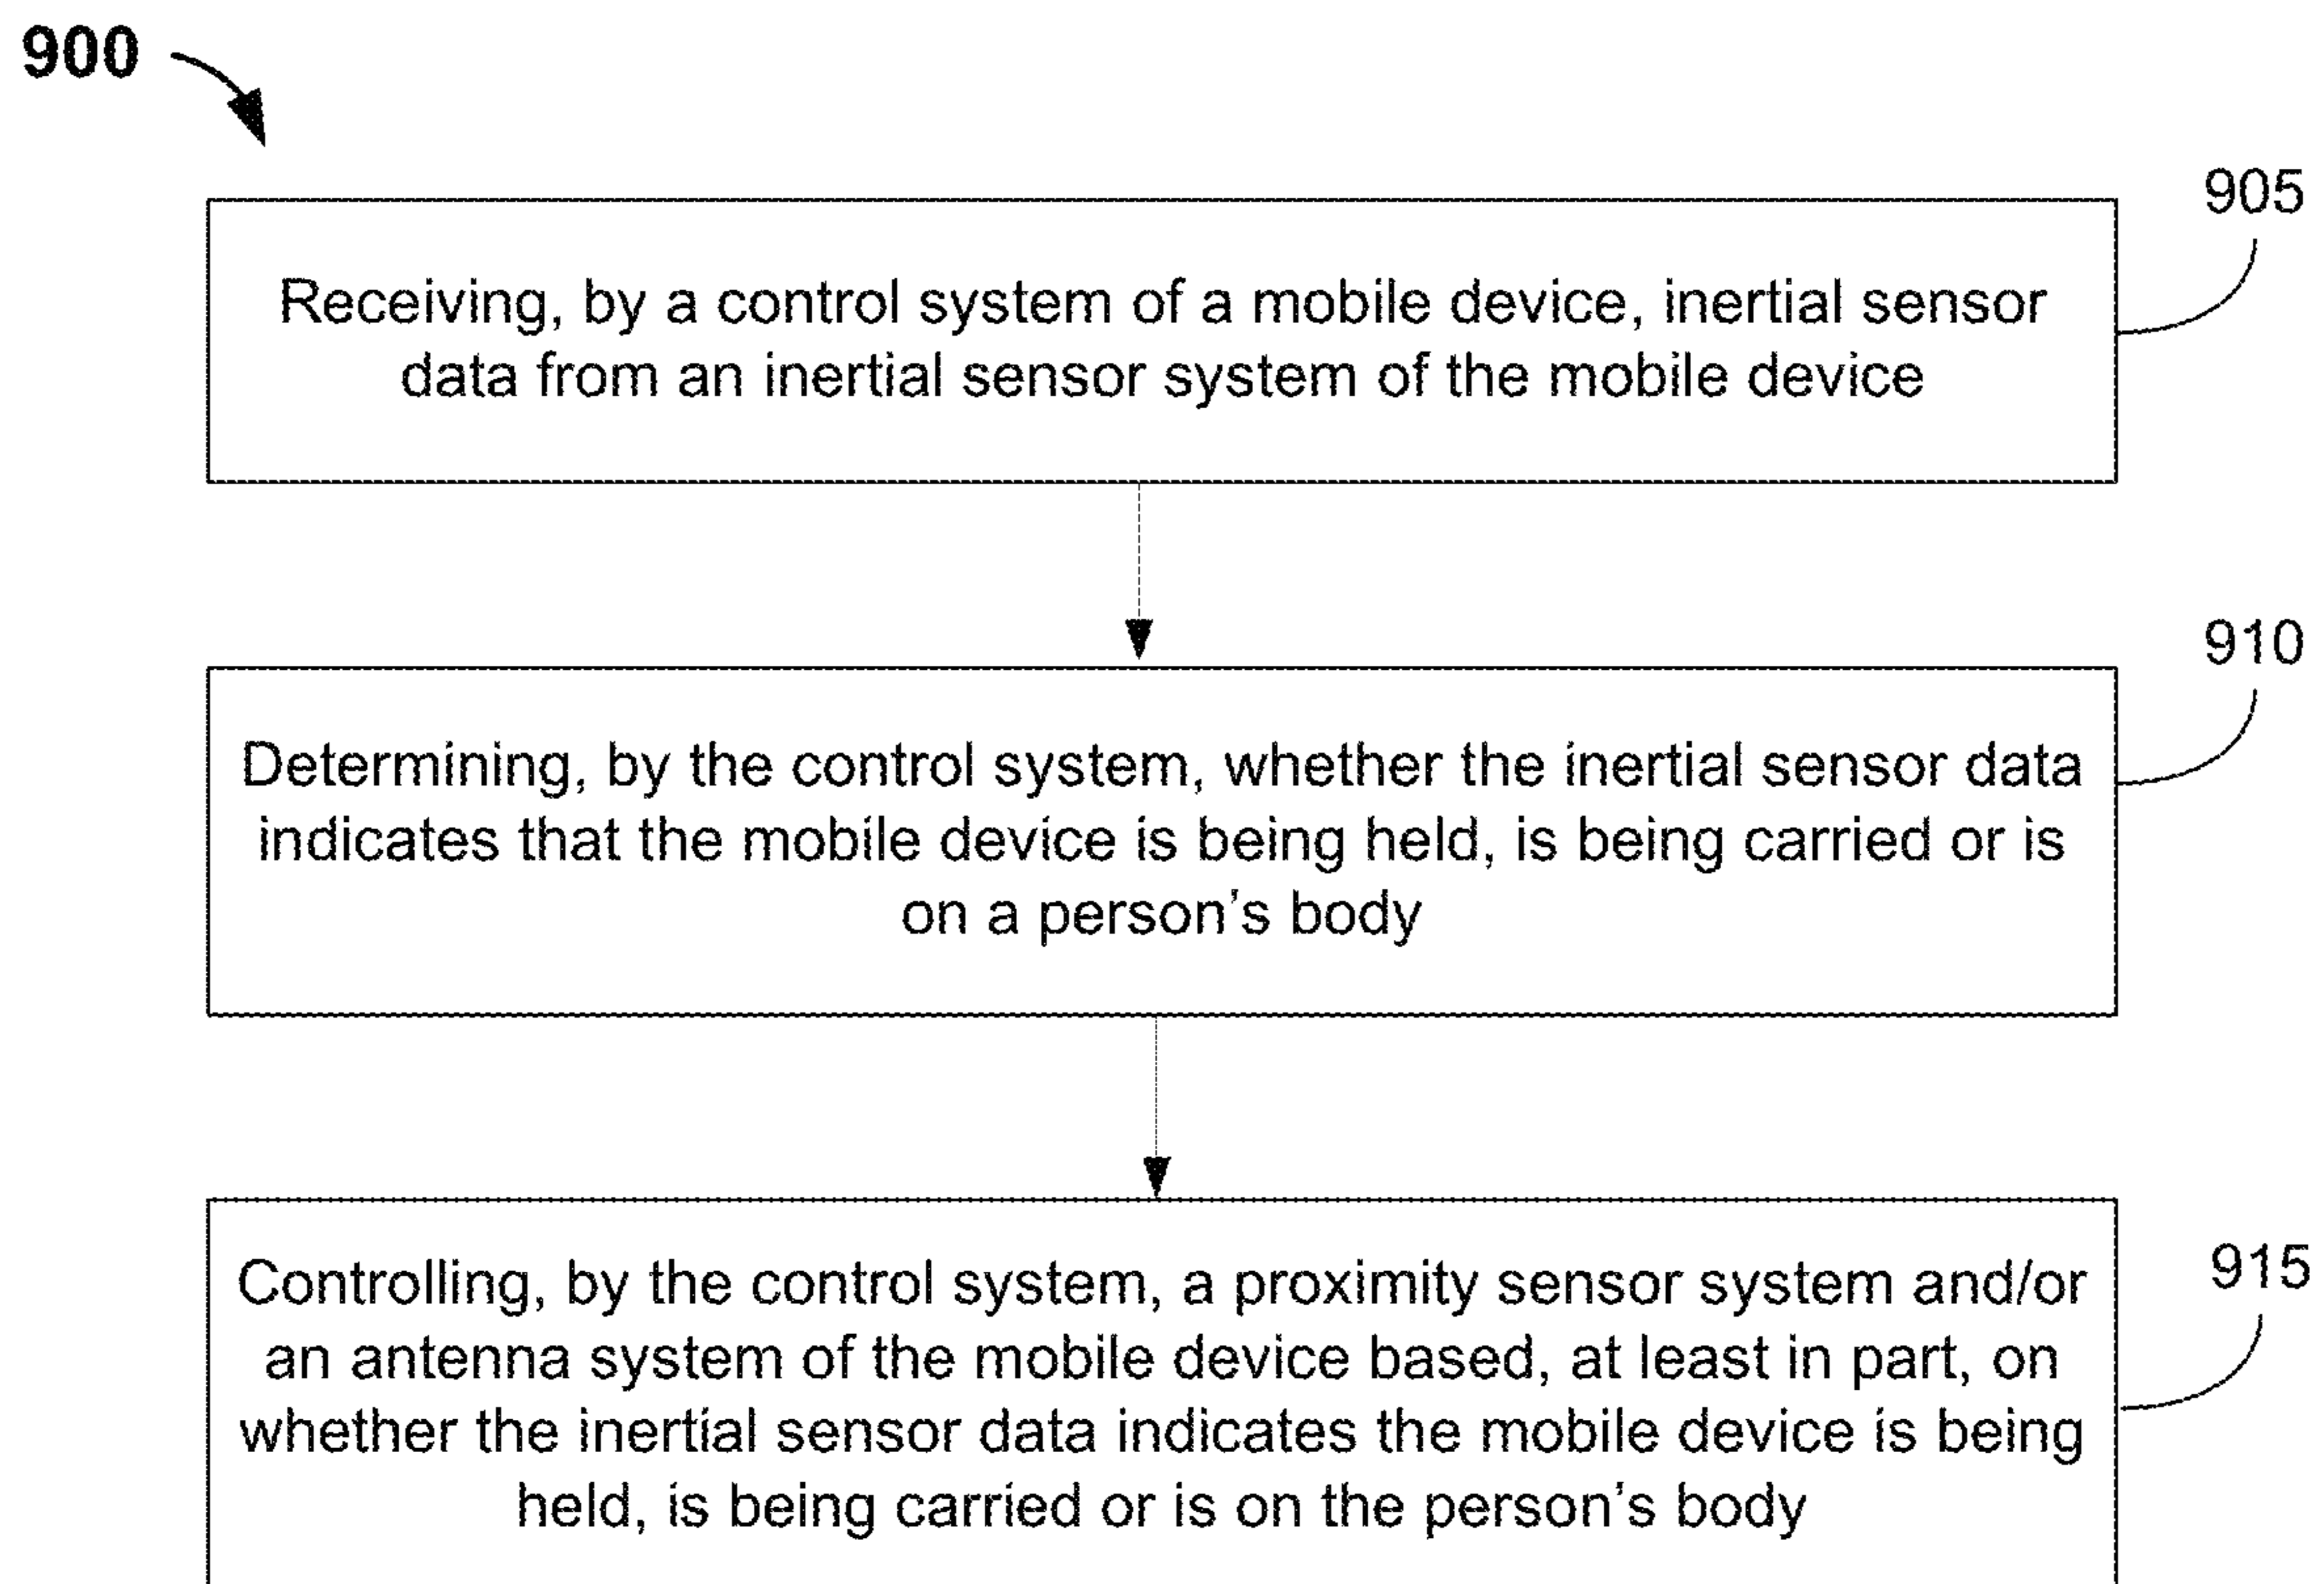 900
905
Receiving, by a control system of a mobile device, inertial sensor
data from an inertial sensor system of the mobile device
910
Determining, by the control system, whether the inertial sensor data
indicates that the mobile device is being held, is being carried or is
on a person's body
915
Controlling, by the control system, a proximity sensor system and/or
an antenna system of the mobile device based, at least in part, on
whether the inertial sensor data indicates the mobile device is being
held, is being carried or is on the person's body